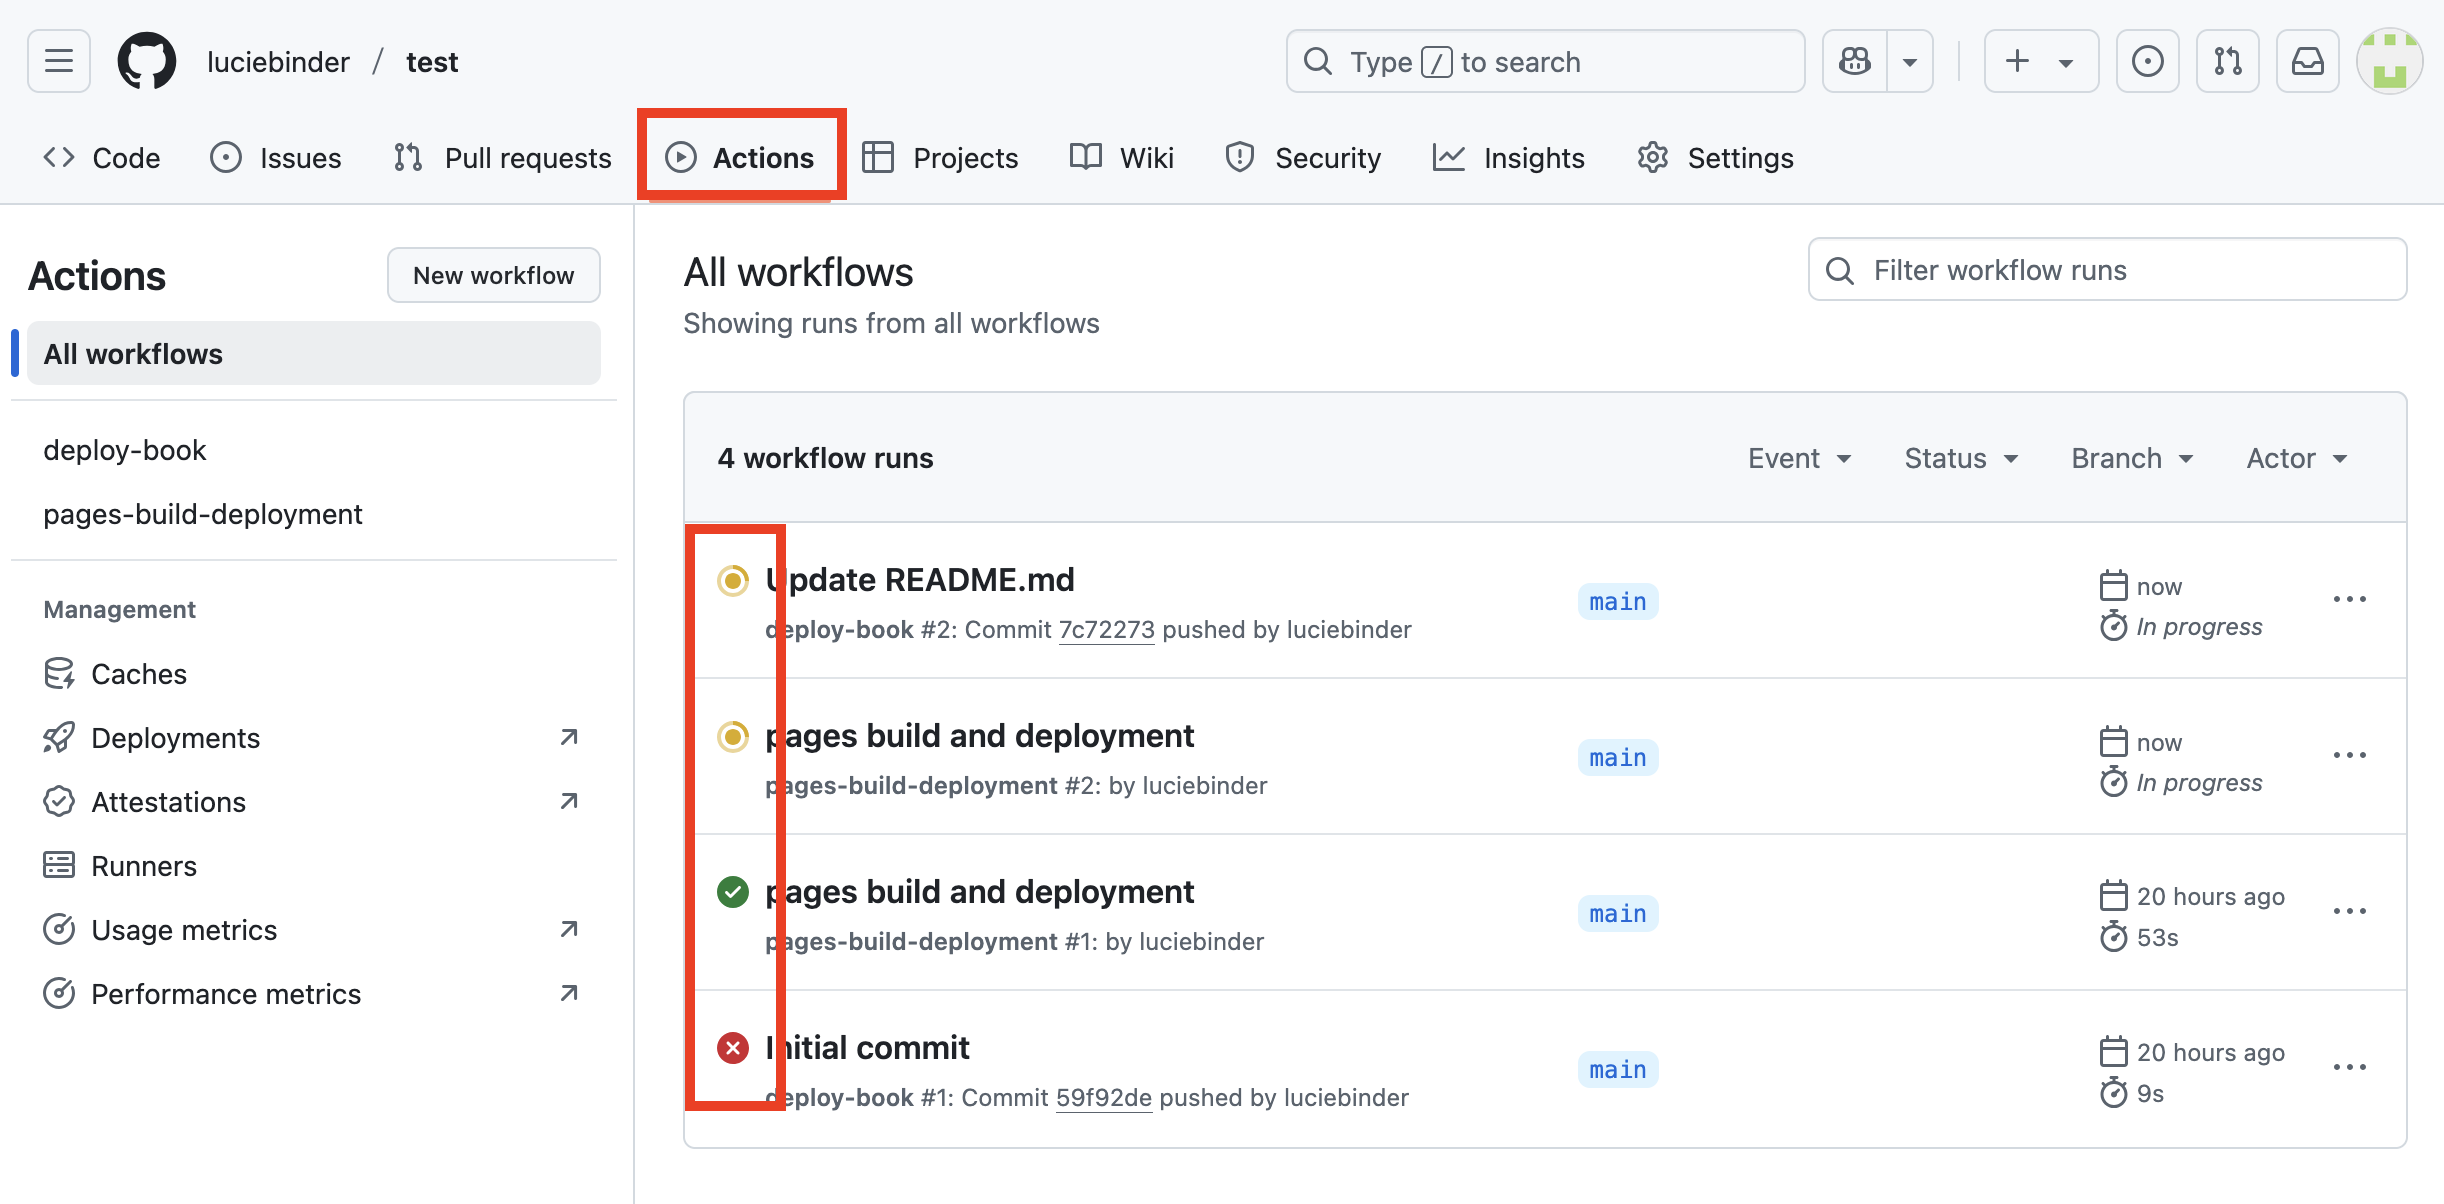 luciebinder / test
Type / to search
Code Issues Pull requests Actions Projects Wiki Security Insights Settings
Actions
New workflow
All workflows
deploy-book
pages-build-deployment
Management
Caches
Deployments
Attestations
Runners
Usage metrics
Performance metrics
All workflows
Showing runs from all workflows
Filter workflow runs
4 workflow runs
Event Status Branch Actor
Update README.md
deploy-book #2: Commit 7c72273 pushed by luciebinder
main
now
In progress
pages build and deployment
pages-build-deployment #2: by luciebinder
main
now
In progress
pages build and deployment
pages-build-deployment #1: by luciebinder
main
20 hours ago
53s
Initial commit
deploy-book #1: Commit 59f92de pushed by luciebinder
main
20 hours ago
9s